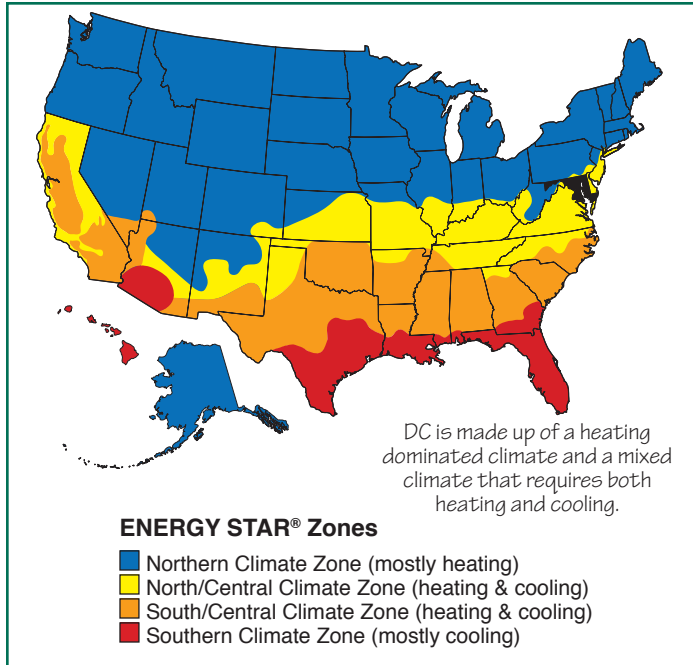 DC is made up of a heating
dominated climate and a mixed
climate that requires both
heating and cooling.
ENERGY STAR® Zones
Northern Climate Zone (mostly heating)
North/Central Climate Zone (heating & cooling)
South/Central Climate Zone (heating & cooling)
Southern Climate Zone (mostly cooling)